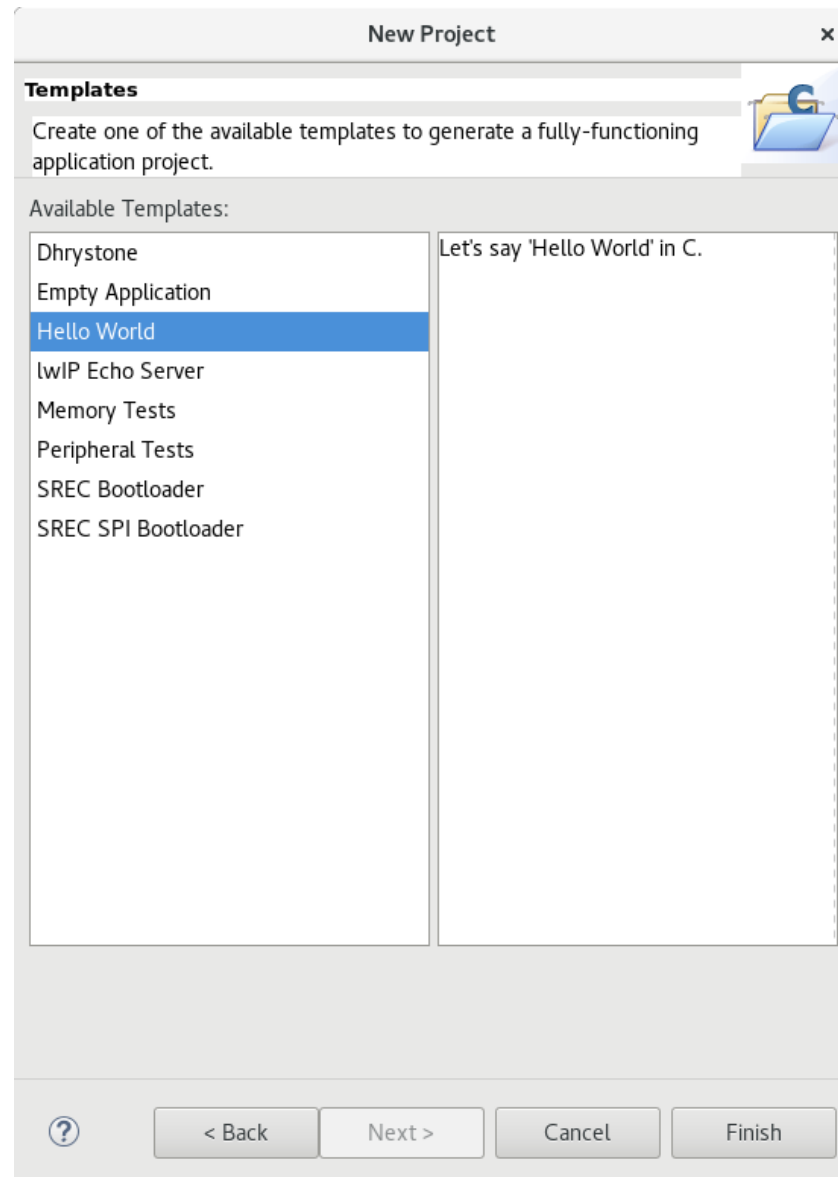 New Project
×
Templates
Create one of the available templates to generate a fully-functioning
application project.
C
Available Templates:
Dhrystone
Empty Application
Hello World
lwIP Echo Server
Memory Tests
Peripheral Tests
SREC Bootloader
SREC SPI Bootloader
Let's say 'Hello World' in C.
?
< Back
Next >
Cancel
Finish